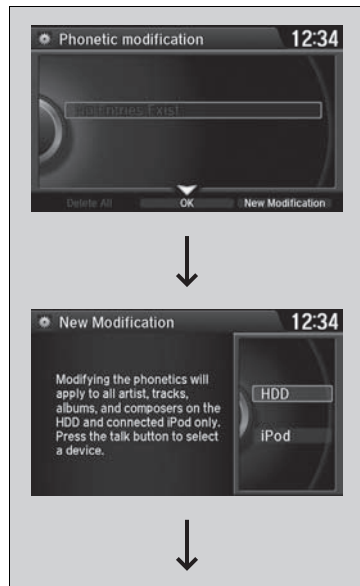 Phonetic modification 12:34
No Entries Exist
Delete All OK New Modification
New Modification 12:34
Modifying the phonetics will
apply to all artist, tracks,
albums, and composers on the
HDD and connected iPod only.
Press the talk button to select
a device.
HDD
iPod